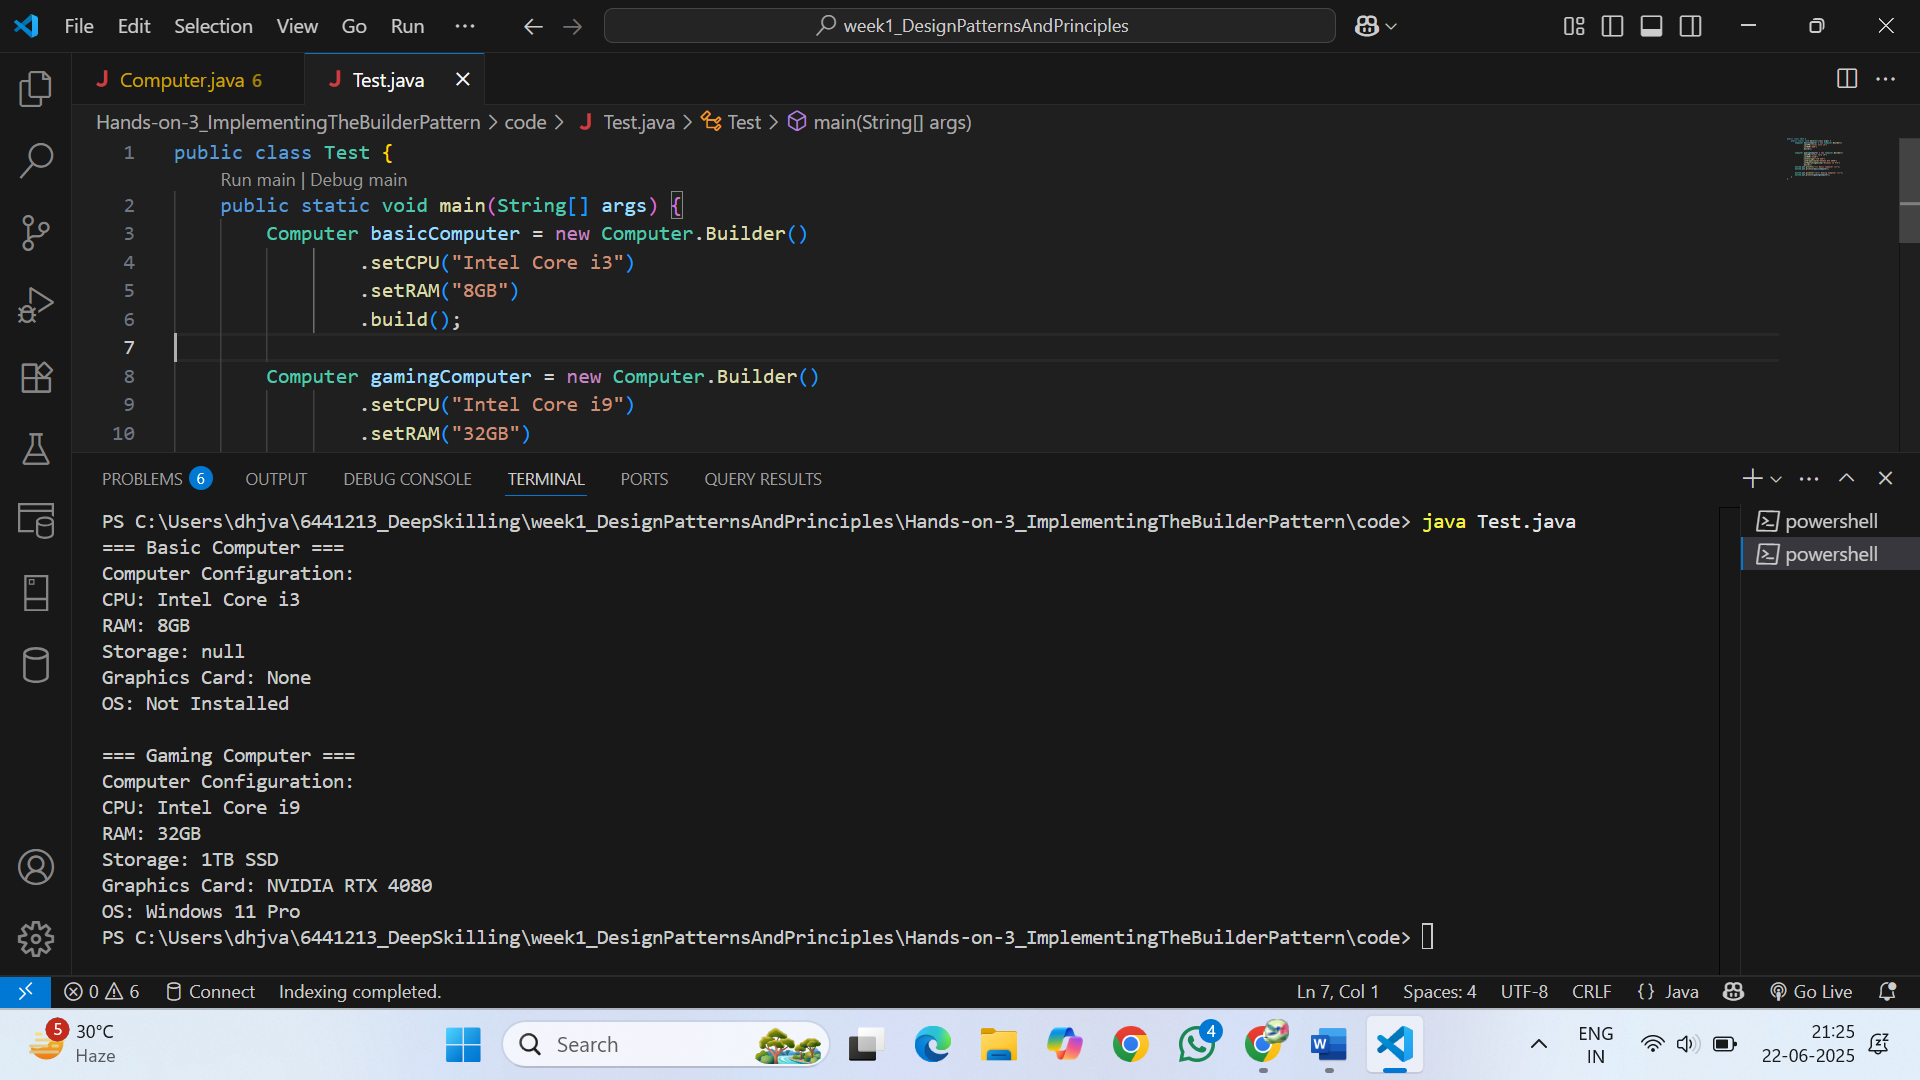 File Edit Selection View Go Run ... week1_DesignPatternsAndPrinciples
Computer.java 6 Test.java
Hands-on-3_ImplementingTheBuilderPattern > code > Test.java > Test > main(String[] args)
1 public class Test {
Run main | Debug main
2 public static void main(String[] args) {
3 Computer basicComputer = new Computer.Builder()
4 .setCPU("Intel Core i3")
5 .setRAM("8GB")
6 .build();
7
8 Computer gamingComputer = new Computer.Builder()
9 .setCPU("Intel Core i9")
10 .setRAM("32GB")
PROBLEMS 6 OUTPUT DEBUG CONSOLE TERMINAL PORTS QUERY RESULTS
PS C:\Users\dhjva\6441213_DeepSkilling\week1_DesignPatternsAndPrinciples\Hands-on-3_ImplementingTheBuilderPattern\code> java Test.java
=== Basic Computer ===
Computer Configuration:
CPU: Intel Core i3
RAM: 8GB
Storage: null
Graphics Card: None
OS: Not Installed
=== Gaming Computer ===
Computer Configuration:
CPU: Intel Core i9
RAM: 32GB
Storage: 1TB SSD
Graphics Card: NVIDIA RTX 4080
OS: Windows 11 Pro
PS C:\Users\dhjva\6441213_DeepSkilling\week1_DesignPatternsAndPrinciples\Hands-on-3_ImplementingTheBuilderPattern\code>
powershell
powershell
0 6 Connect Indexing completed. Ln 7, Col 1 Spaces: 4 UTF-8 CRLF {} Java Go Live
5 30°C
Haze
Search
4
ENG
IN
21:25
22-06-2025